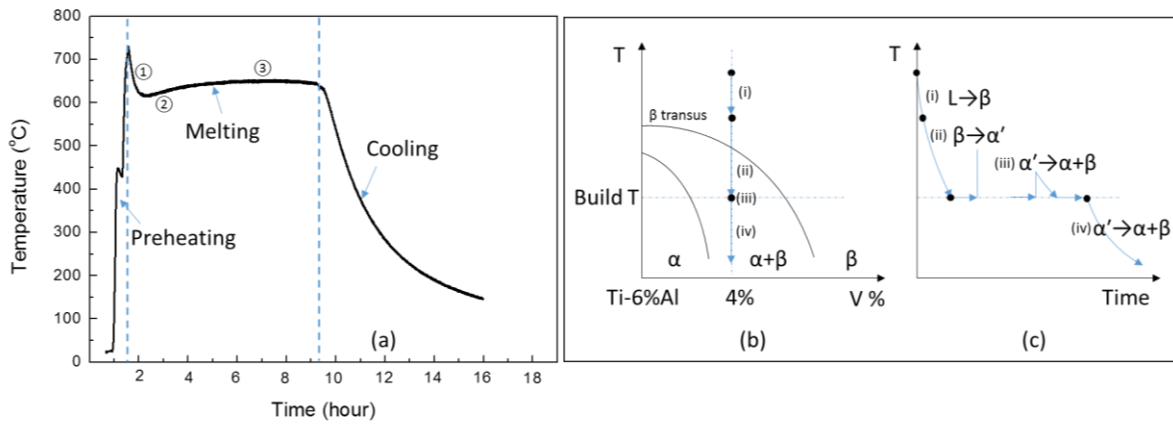 800
700
600
500
400
300
200
100
0
Temperature (°C)
①
②
③
Melting
Cooling
Preheating
(a)
2
4
6
8
10
12
14
16
18
Time (hour)
T
(i)
β transus
(ii)
Build T
(iii)
(iv)
α
α+β
β
Ti-6%Al
4%
V %
(b)
T
(i) L→β
(ii) β→α′
(iii) α′→α+β
(iv) α′→α+β
Time
(c)